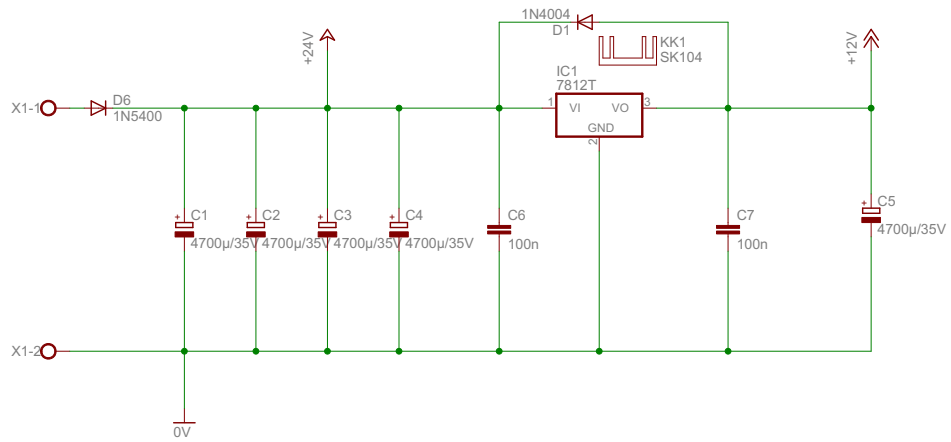 1N4004
D1
+24V
KK1
SK104
+12V
IC1
7812T
X1-1
D6
1N5400
1
VI
VO
3
GND
2
C1
4700µ/35V
C2
4700µ/35V
C3
4700µ/35V
C4
4700µ/35V
C6
100n
C7
100n
C5
4700µ/35V
X1-2
0V